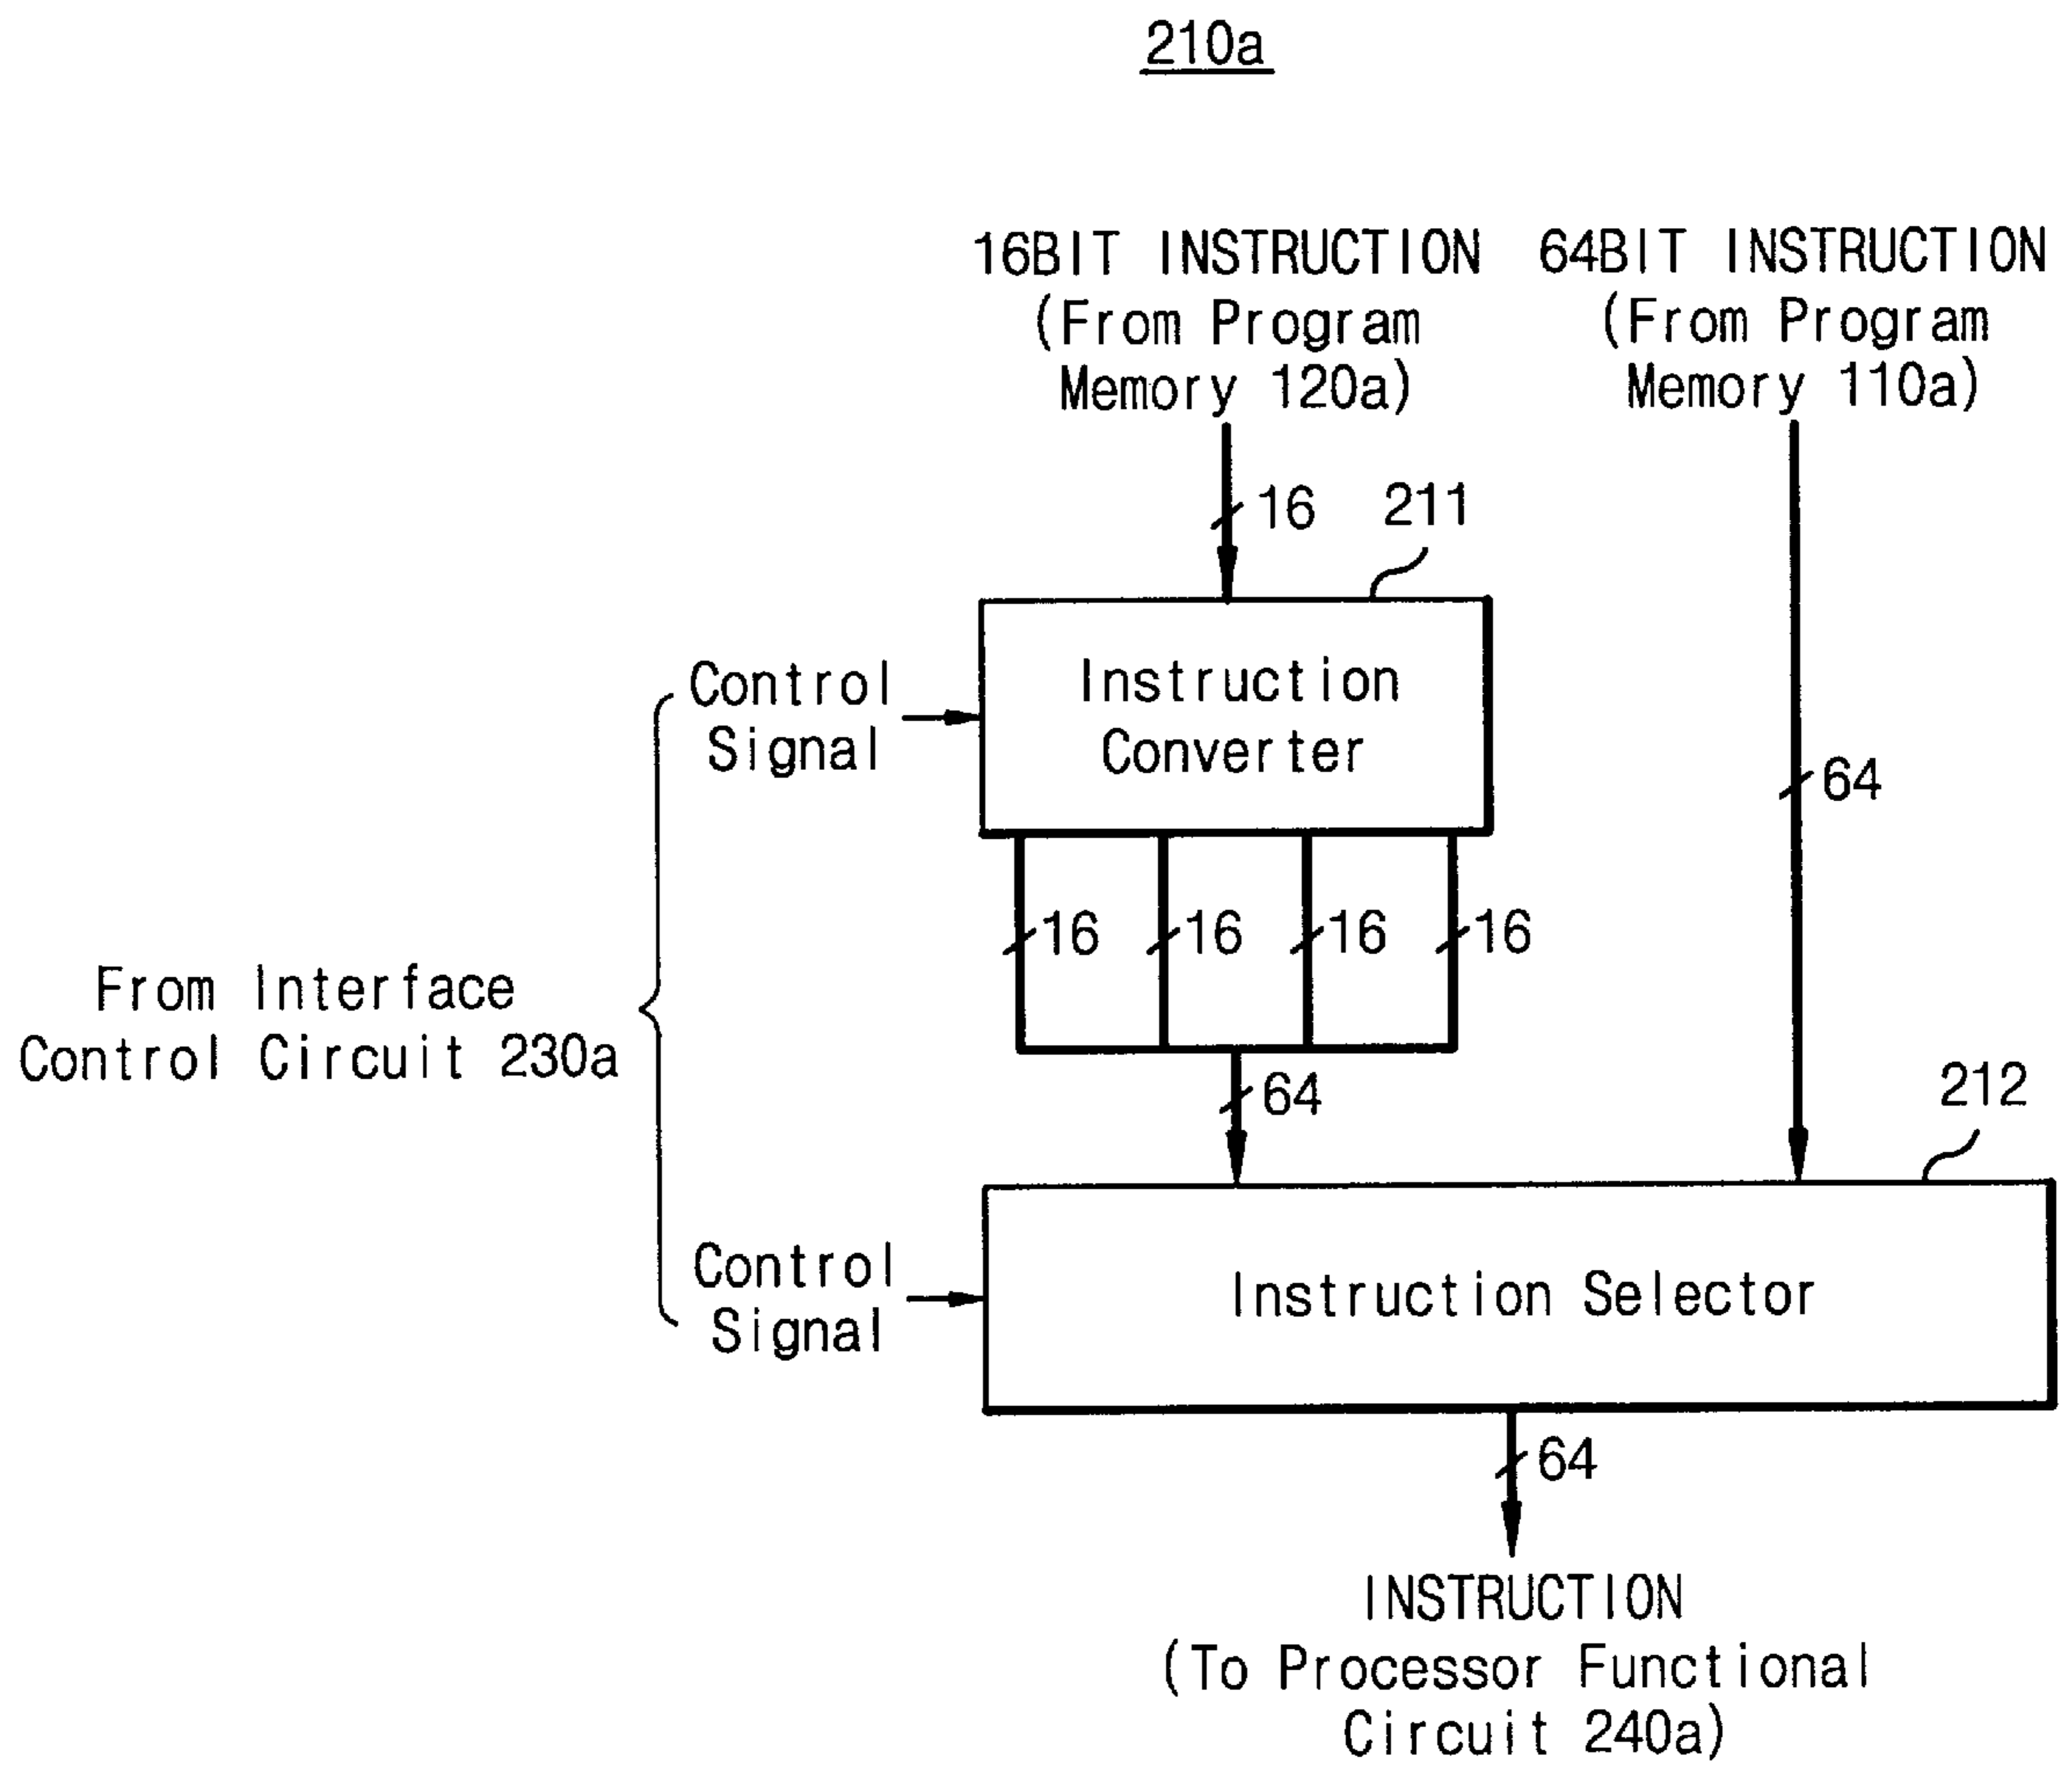 210a
16BIT INSTRUCTION
(From Program
Memory 120a)
64BIT INSTRUCTION
(From Program
Memory 110a)
16
211
Control
Signal
Instruction
Converter
64
16
16
16
16
From Interface
Control Circuit 230a
64
212
Control
Signal
Instruction Selector
64
INSTRUCTION
(To Processor Functional
Circuit 240a)